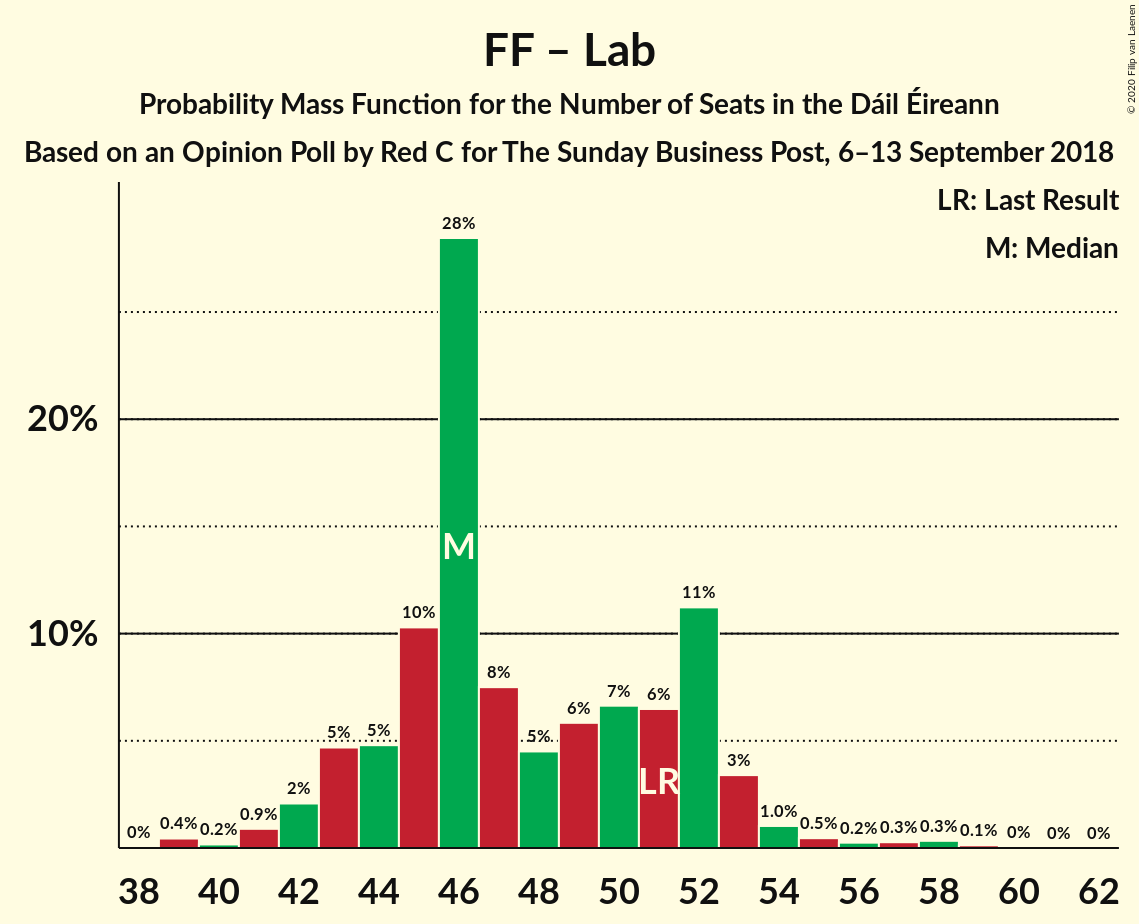 FF – Lab
Probability Mass Function for the Number of Seats in the Dáil Éireann
Based on an Opinion Poll by Red C for The Sunday Business Post, 6–13 September 2018
© 2020 Filip van Laenen
LR: Last Result
M: Median
20%
10%
0% 0.4% 0.2% 0.9% 2% 5% 5% 10% 28% 8% 5% 6% 7% 6% 11% 3% 1.0% 0.5% 0.2% 0.3% 0.3% 0.1% 0% 0% 0%
M
LR
38 40 42 44 46 48 50 52 54 56 58 60 62